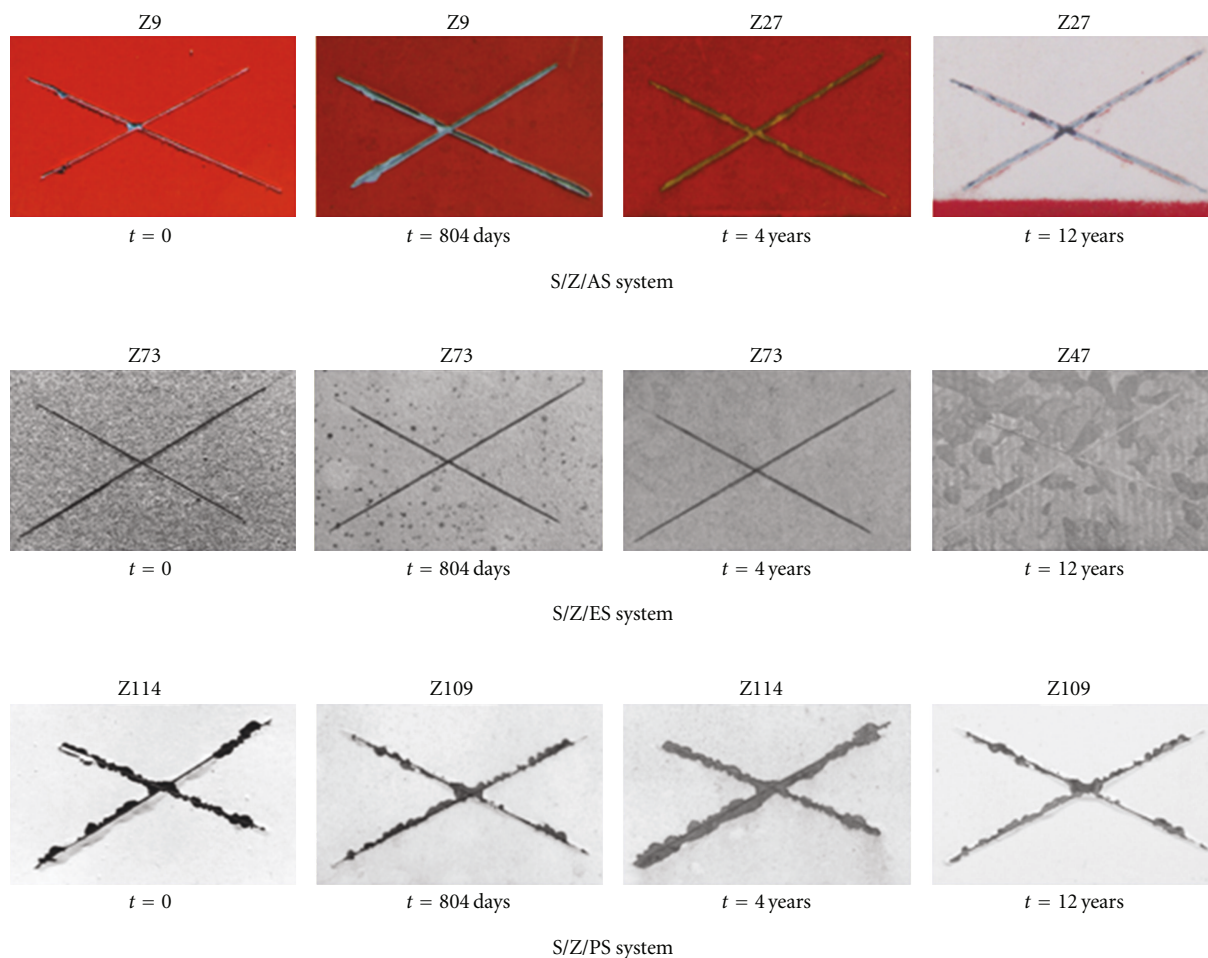 Z9 Z9 Z27 Z27
t = 0 t = 804 days t = 4 years t = 12 years
S/Z/AS system
Z73 Z73 Z73 Z47
t = 0 t = 804 days t = 4 years t = 12 years
S/Z/ES system
Z114 Z109 Z114 Z109
t = 0 t = 804 days t = 4 years t = 12 years
S/Z/PS system